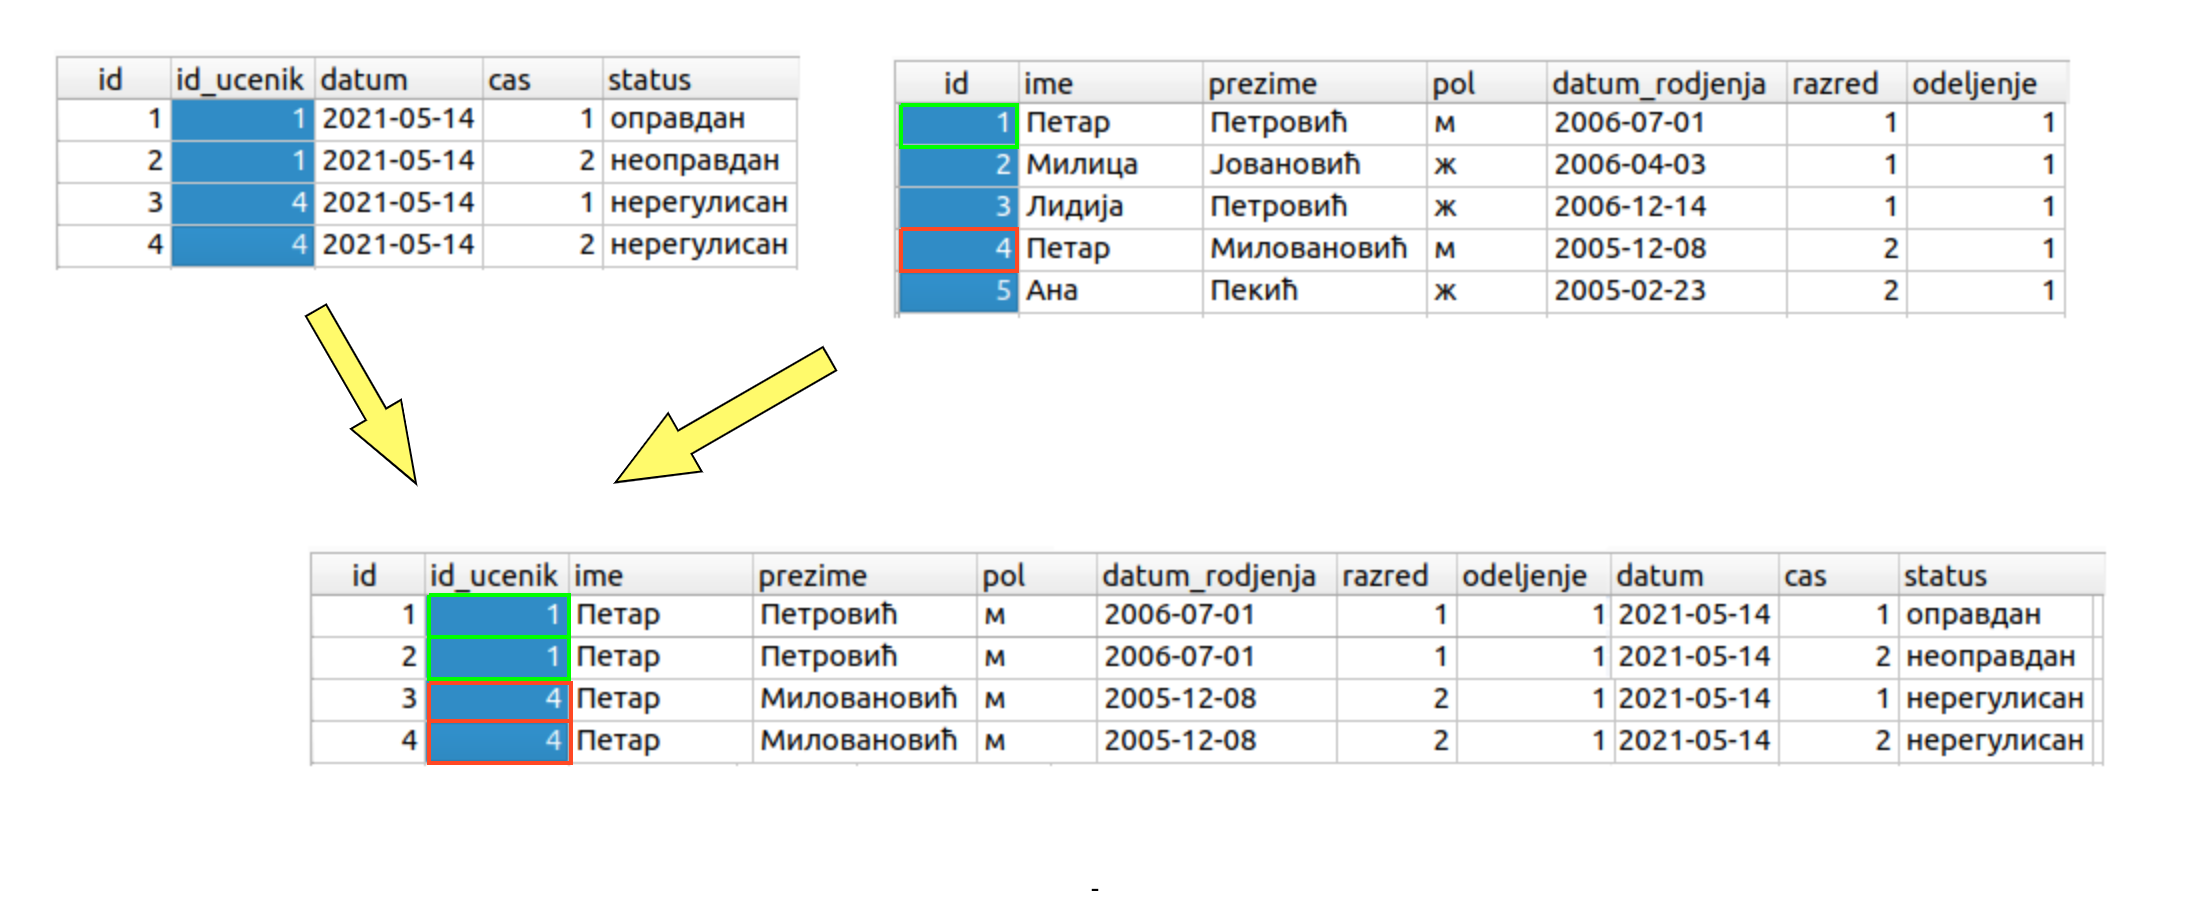 id id_ucenik datum cas status
1 1 2021-05-14 1 оправдан
2 1 2021-05-14 2 неоправдан
3 4 2021-05-14 1 нерегулисан
4 4 2021-05-14 2 нерегулисан
id ime prezime pol datum_rodjenja razred odeljenje
1 Петар Петровић м 2006-07-01 1 1
2 Милица Јовановић ж 2006-04-03 1 1
3 Лидија Петровић ж 2006-12-14 1 1
4 Петар Миловановић м 2005-12-08 2 1
5 Ана Пекић ж 2005-02-23 2 1
id id_ucenik ime prezime pol datum_rodjenja razred odeljenje datum cas status
1 1 Петар Петровић м 2006-07-01 1 1 2021-05-14 1 оправдан
2 1 Петар Петровић м 2006-07-01 1 1 2021-05-14 2 неоправдан
3 4 Петар Миловановић м 2005-12-08 2 1 2021-05-14 1 нерегулисан
4 4 Петар Миловановић м 2005-12-08 2 1 2021-05-14 2 нерегулисан
-